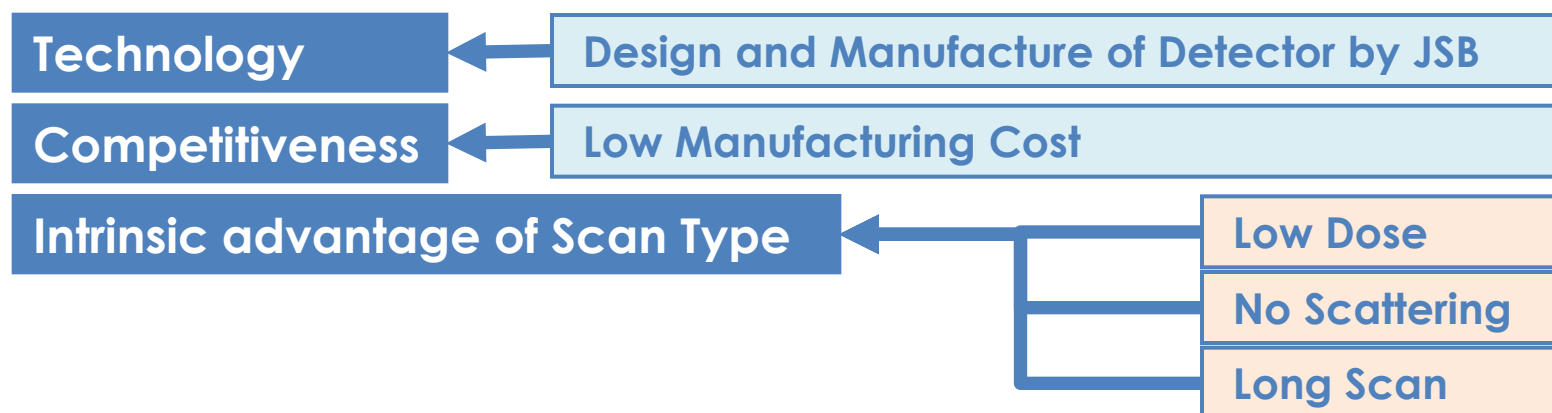 Technology
Design and Manufacture of Detector by JSB
Competitiveness
Low Manufacturing Cost
Intrinsic advantage of Scan Type
Low Dose
No Scattering
Long Scan